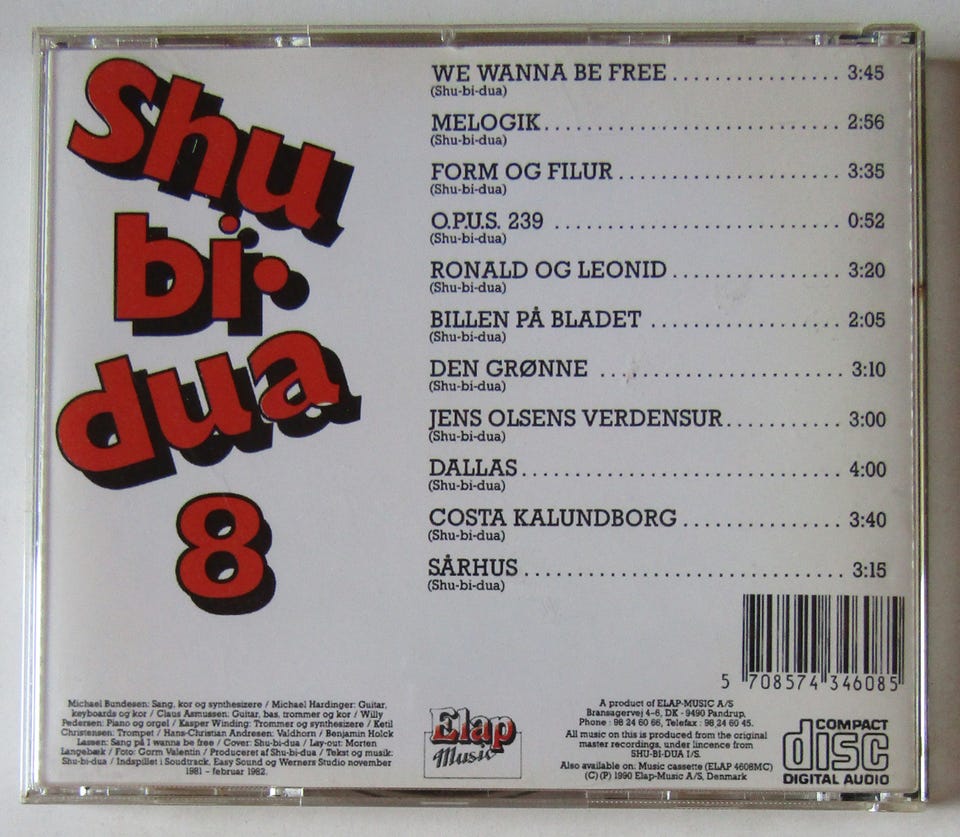 Shu
bi·
dua
8
WE WANNA BE FREE ................. 3:45
(Shu-bi-dua)
MELOGIK .............................. 2:56
(Shu-bi-dua)
FORM OG FILUR ...................... 3:35
(Shu-bi-dua)
O.P.U.S. 239 ............................. 0:52
(Shu-bi-dua)
RONALD OG LEONID ................. 3:20
(Shu-bi-dua)
BILLEN PÅ BLADET ................... 2:05
(Shu-bi-dua)
DEN GRØNNE ........................ 3:10
(Shu-bi-dua)
JENS OLSENS VERDENSUR ............ 3:00
(Shu-bi-dua)
DALLAS ................................ 4:00
(Shu-bi-dua)
COSTA KALUNDBORG ................ 3:40
(Shu-bi-dua)
SÅRHUS ................................ 3:15
(Shu-bi-dua)
5 708574 346085
Michael Bundesen: Sang, kor og synthesizere / Michael Hardinger: Guitar,
keyboards og kor / Claus Asmussen: Guitar, bas, trommer og kor / Willy
Pedersen: Piano og orgel / Kasper Winding: Trommer og synthesizere / Ketil
Christensen: Trompet / Hans-Christian Andresen: Valdhorn / Benjamin Holck
Lassen: Sang på I wanna be free / Cover: Shu-bi-dua / Lay-out: Morten
Langebæk / Foto: Gorm Valentin / Produceret af Shu-bi-dua / Tekst og musik:
Shu-bi-dua / Indspillet i Soudtrack, Easy Sound og Werners Studio november
1981 – februar 1982.
Elap
Music
A product of ELAP-MUSIC A/S
Bransagervej 4-8, DK - 9490 Pandrup,
Phone : 98 24 60 66, Telefax : 98 24 60 45.
All music on this is produced from the original
master recordings, under lincence from
SHU-BI-DUA I/S.
Also available on: Music cassette (ELAP 4608MC)
(C) (P) 1990 Elap-Music A/S, Denmark
COMPACT
disc
DIGITAL AUDIO